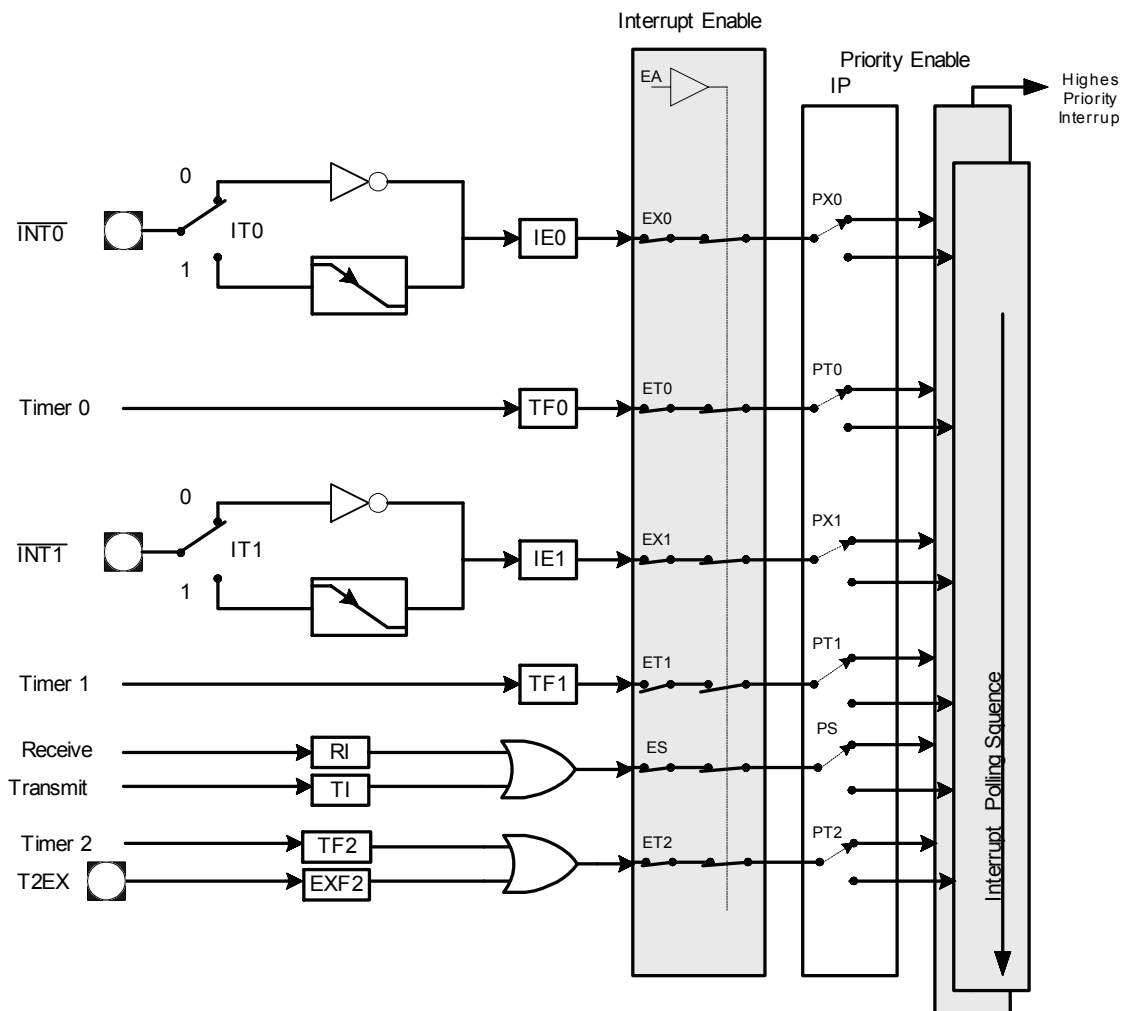 Interrupt Enable
Priority Enable
IP
Highes
Priority
Interrup
EA
0
INT0
IT0
1
IE0
EX0
PX0
Timer 0
TF0
ET0
PT0
0
INT1
IT1
1
IE1
EX1
PX1
Timer 1
TF1
ET1
PT1
Receive
RI
ES
PS
Transmit
TI
Timer 2
TF2
ET2
PT2
T2EX
EXF2
Interrupt Polling Squence